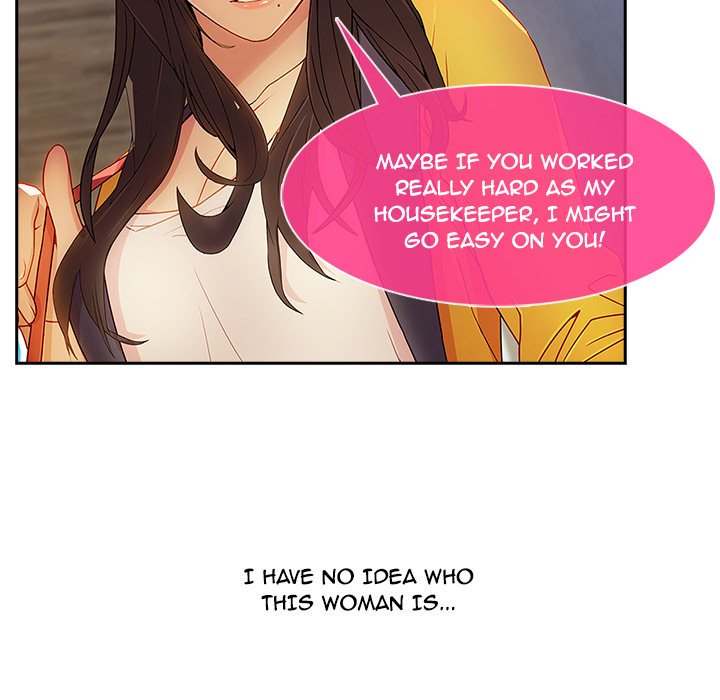 MAYBE IF YOU WORKED
REALLY HARD AS MY
HOUSEKEEPER, I MIGHT
GO EASY ON YOU!
I HAVE NO IDEA WHO
THIS WOMAN IS...